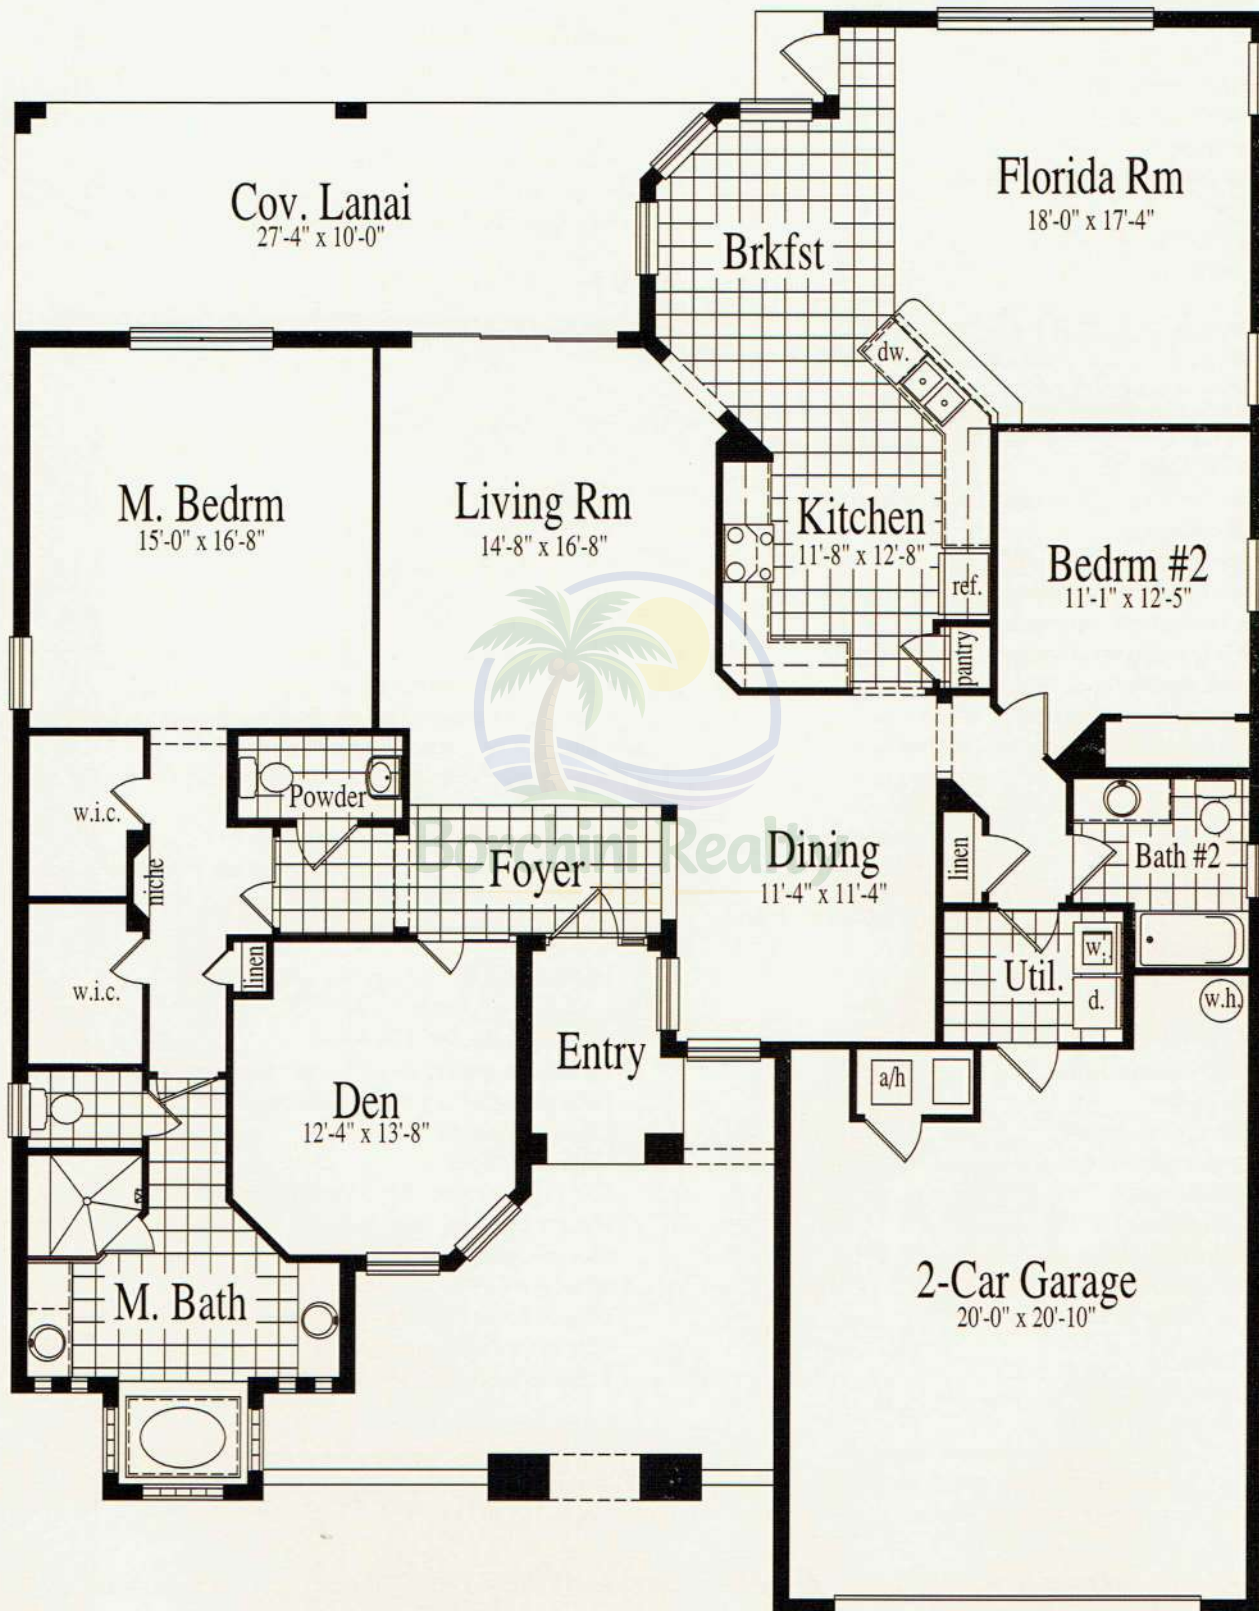 Florida Rm
18'-0" x 17'-4"
Cov. Lanai
27'-4" x 10'-0"
Brkfst
dw.
M. Bedrm
15'-0" x 16'-8"
Living Rm
14'-8" x 16'-8"
Kitchen
11'-8" x 12'-8"
ref.
Bedrm #2
11'-1" x 12'-5"
pantry
Powder
w.i.c.
niche
Borchini Realty
Foyer
Dining
11'-4" x 11'-4"
linen
Bath #2
w.i.c.
linen
Util.
w.
d.
w.h.
Entry
a/h
Den
12'-4" x 13'-8"
M. Bath
2-Car Garage
20'-0" x 20'-10"